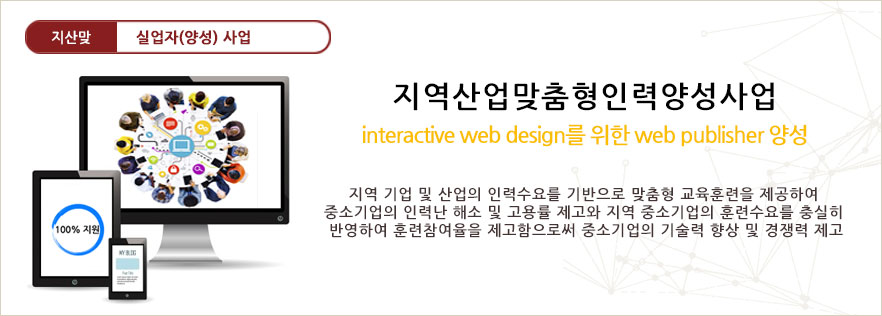 지산맞 실업자(양성) 사업
지역산업맞춤형인력양성사업
interactive web design를 위한 web publisher 양성
지역 기업 및 산업의 인력수요를 기반으로 맞춤형 교육훈련을 제공하여
중소기업의 인력난 해소 및 고용률 제고와 지역 중소기업의 훈련수요를 충실히
반영하여 훈련참여율을 제고함으로써 중소기업의 기술력 향상 및 경쟁력 제고
100% 지원
MY BLOG